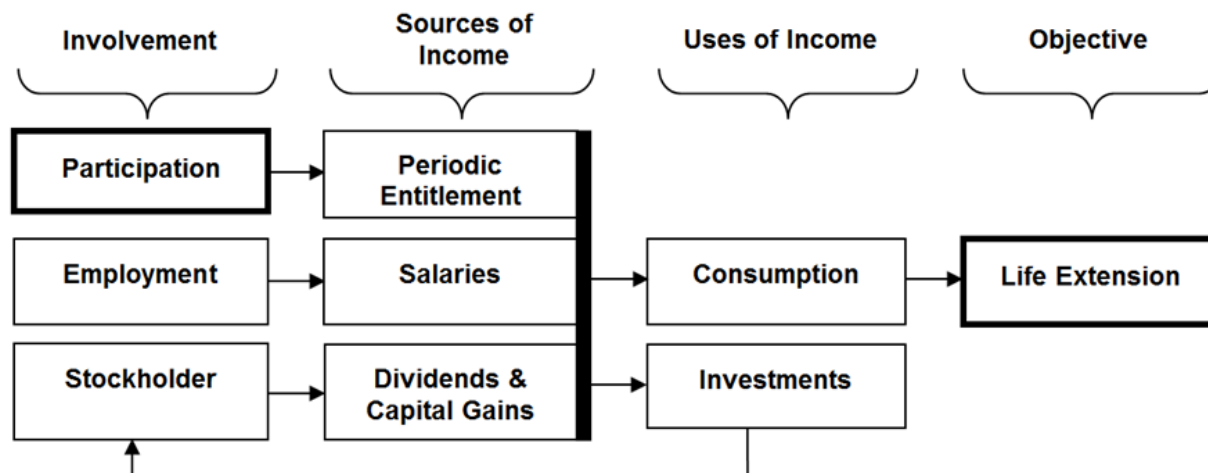 Involvement
Sources of
Income
Uses of Income
Objective
Participation
Periodic
Entitlement
Employment
Salaries
Consumption
Life Extension
Stockholder
Dividends &
Capital Gains
Investments